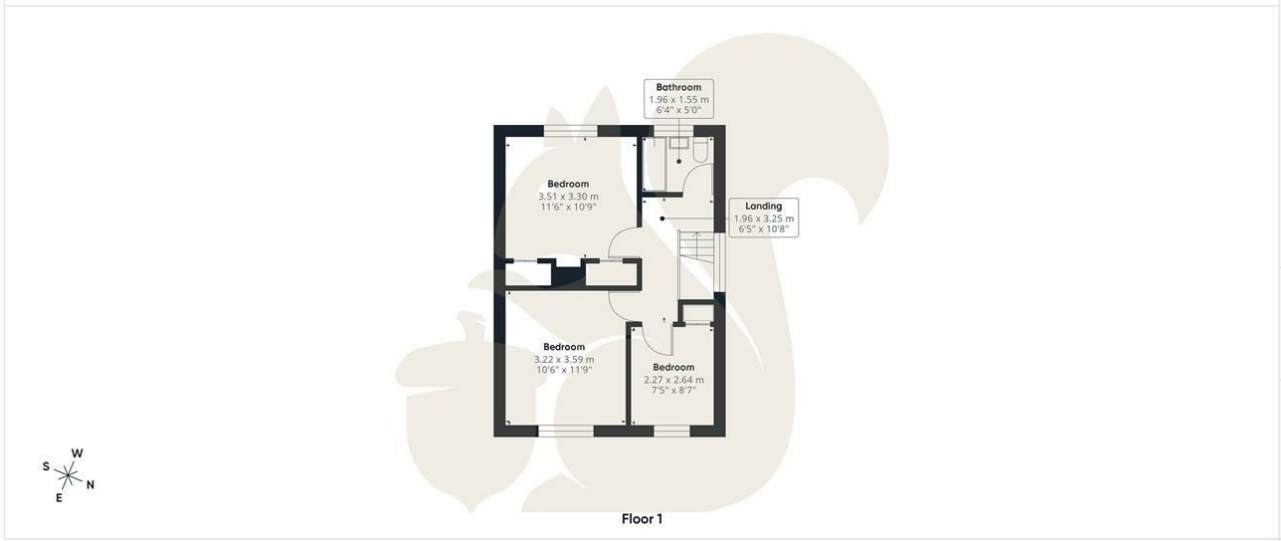 Bathroom
1.96 x 1.55 m
6'4" x 5'0"
Bedroom
3.51 x 3.30 m
11'6" x 10'9"
Landing
1.96 x 3.25 m
6'5" x 10'8"
Bedroom
3.22 x 3.59 m
10'6" x 11'9"
Bedroom
2.27 x 2.64 m
7'5" x 8'7"
W
S
N
E
Floor 1